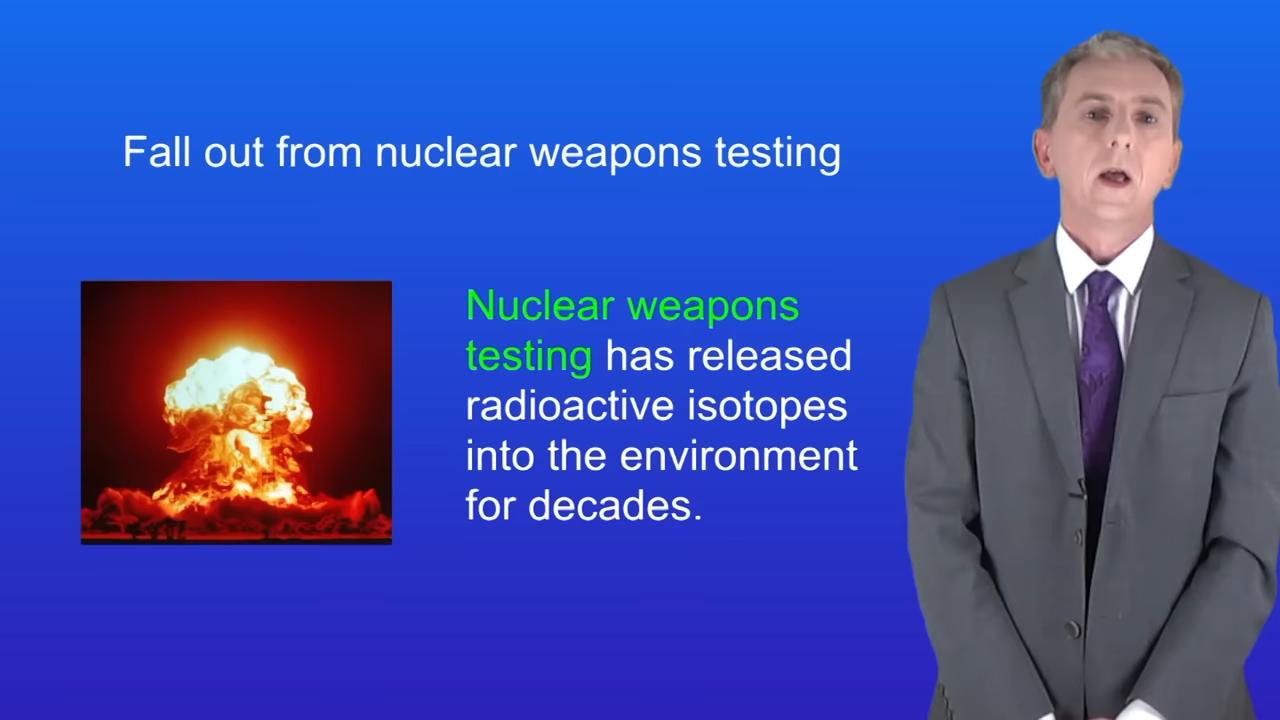 Fall out from nuclear weapons testing
Nuclear weapons
testing has released
radioactive isotopes
into the environment
for decades.